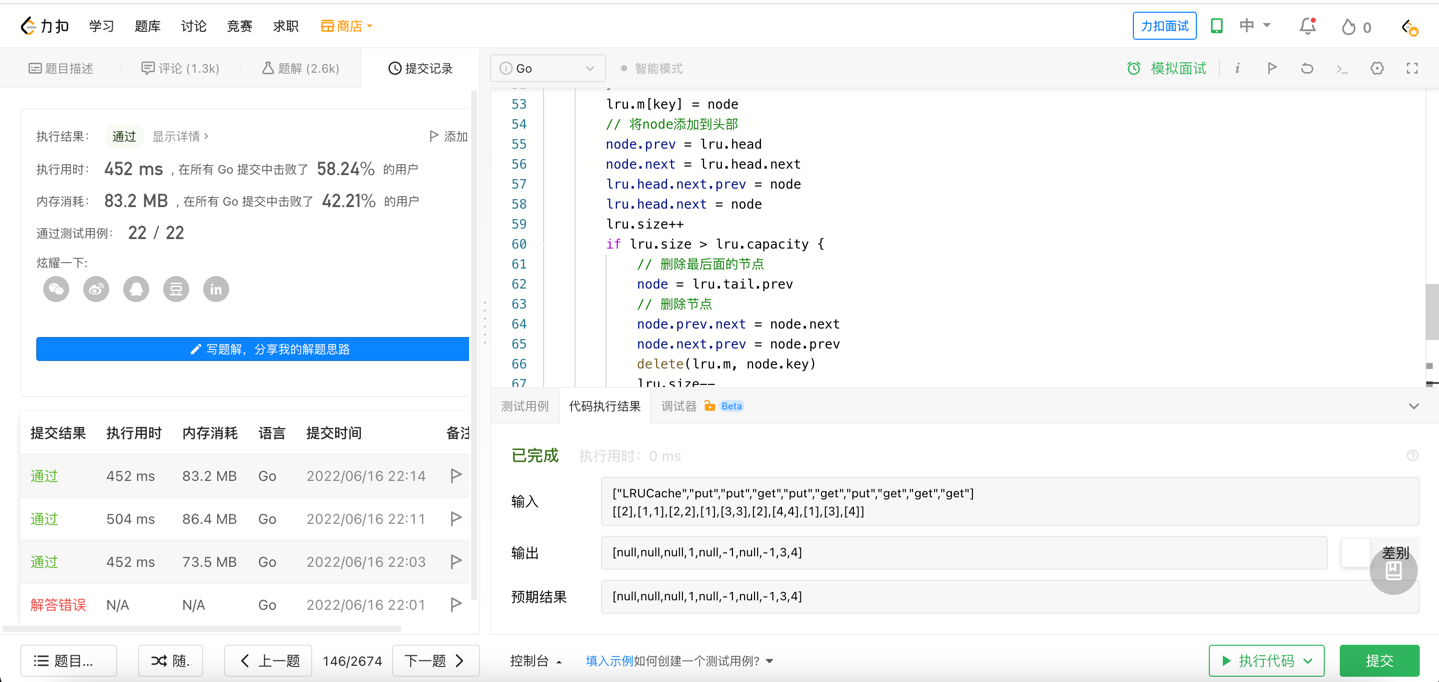 力扣 学习 题库 讨论 竞赛 求职 商店 力扣面试 中 0
题目描述 评论 (1.3k) 题解 (2.6k) 提交记录
执行结果： 通过 显示详情 › 添加
执行用时： 452 ms , 在所有 Go 提交中击败了 58.24% 的用户
内存消耗： 83.2 MB , 在所有 Go 提交中击败了 42.21% 的用户
通过测试用例： 22 / 22
炫耀一下:
豆 in
写题解，分享我的解题思路
提交结果 执行用时 内存消耗 语言 提交时间 备注
通过 452 ms 83.2 MB Go 2022/06/16 22:14
通过 504 ms 86.4 MB Go 2022/06/16 22:11
通过 452 ms 73.5 MB Go 2022/06/16 22:03
解答错误 N/A N/A Go 2022/06/16 22:01
题目... 随. 上一题 146/2674 下一题
Go 智能模式 模拟面试 i
53 lru.m[key] = node
54 // 将node添加到头部
55 node.prev = lru.head
56 node.next = lru.head.next
57 lru.head.next.prev = node
58 lru.head.next = node
59 lru.size++
60 if lru.size > lru.capacity {
61 // 删除最后面的节点
62 node = lru.tail.prev
63 // 删除节点
64 node.prev.next = node.next
65 node.next.prev = node.prev
66 delete(lru.m, node.key)
67 lru.size--
测试用例 代码执行结果 调试器 Beta
已完成 执行用时：0 ms
输入 ["LRUCache","put","put","get","put","get","put","get","get","get"]
[[2],[1,1],[2,2],[1],[3,3],[2],[4,4],[1],[3],[4]]
输出 [null,null,null,1,null,-1,null,-1,3,4] 差别
预期结果 [null,null,null,1,null,-1,null,-1,3,4]
控制台 填入示例如何创建一个测试用例? 执行代码 提交